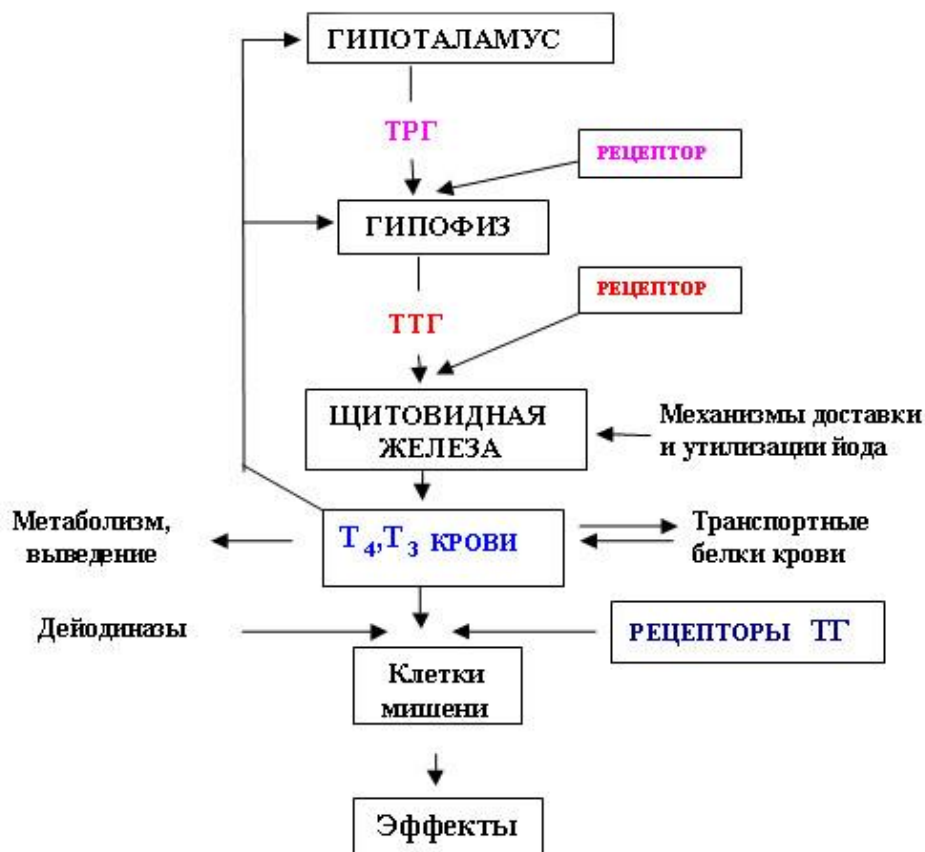 ГИПОТАЛАМУС
ТРГ
РЕЦЕПТОР
ГИПОФИЗ
РЕЦЕПТОР
ТТГ
ЩИТОВИДНАЯ
ЖЕЛЕЗА
Механизмы доставки
и утилизации йода
Метаболизм,
выведение
Т4,Т3 КРОВИ
Транспортные
белки крови
Дейодиназы
РЕЦЕПТОРЫ ТГ
Клетки
мишени
Эффекты